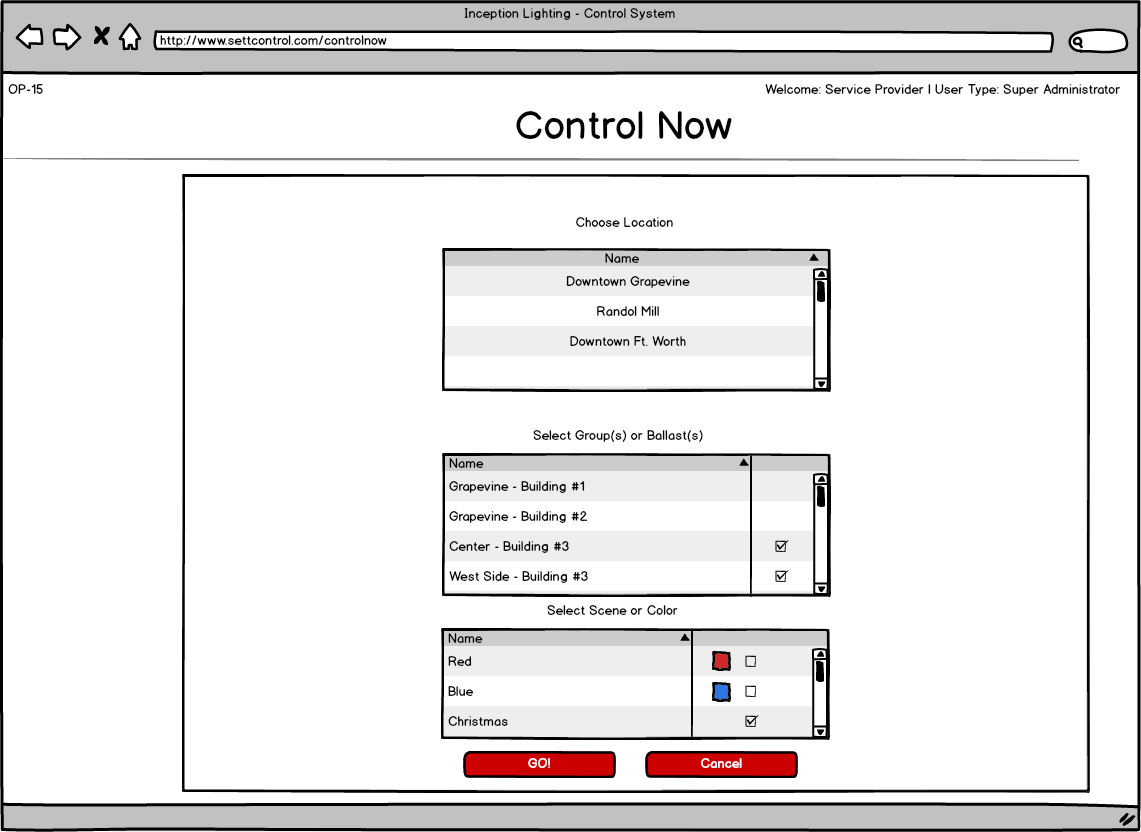 Inception Lighting - Control System
http://www.settcontrol.com/controlnow
OP-15
Welcome: Service Provider I User Type: Super Administrator
Control Now
Choose Location
Name
Downtown Grapevine
Randol Mill
Downtown Ft. Worth
Select Group(s) or Ballast(s)
Name
Grapevine - Building #1
Grapevine - Building #2
Center - Building #3
West Side - Building #3
Select Scene or Color
Name
Red
Blue
Christmas
GO!
Cancel